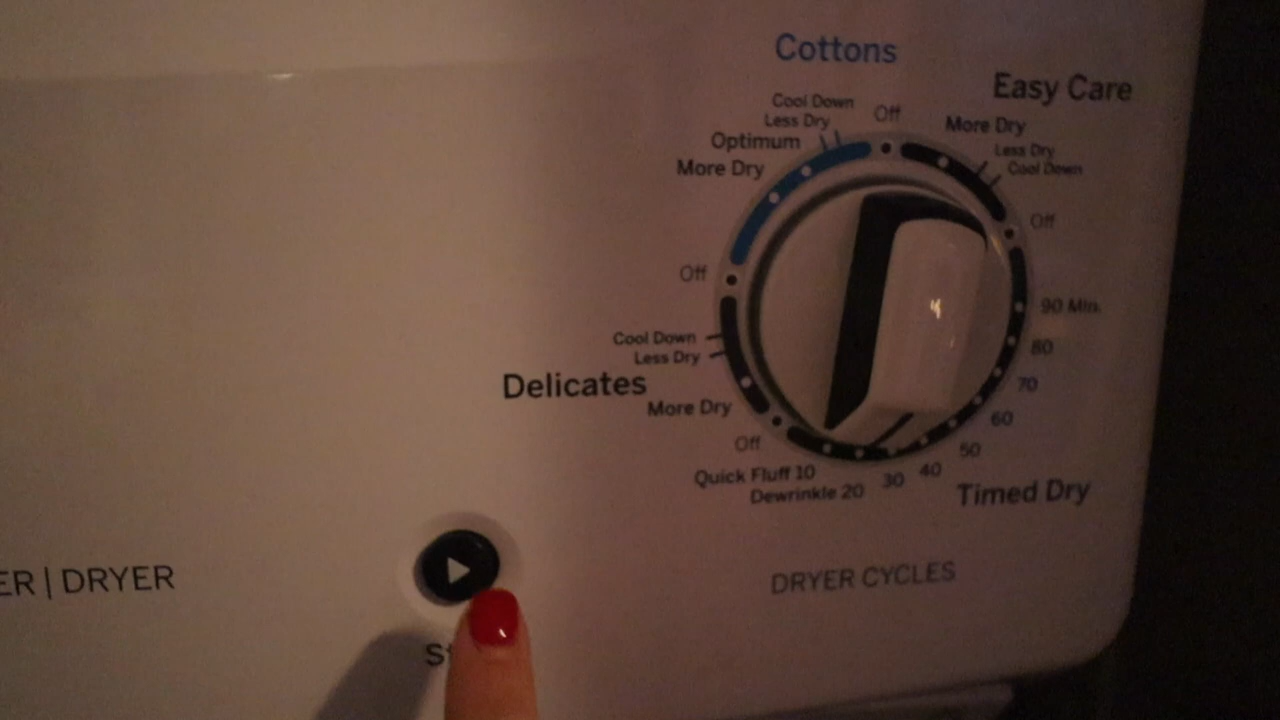 Cottons
Easy Care
Cool Down
Less Dry
Optimum
More Dry
Off
More Dry
Less Dry
Cool Down
Off
Off
90 Min.
80
70
60
50
40
30
Cool Down
Less Dry
Delicates
More Dry
Off
Quick Fluff 10
Dewrinkle 20
Timed Dry
ER | DRYER
DRYER CYCLES